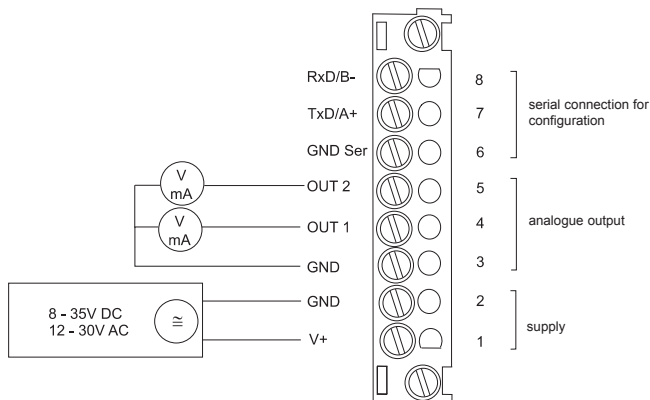 RxD/B- 8
TxD/A+ 7
GND Ser 6
serial connection for
configuration
V
mA
OUT 2 5
V
mA
OUT 1 4
GND 3
analogue output
8 - 35V DC
12 - 30V AC
≅
GND 2
V+ 1
supply